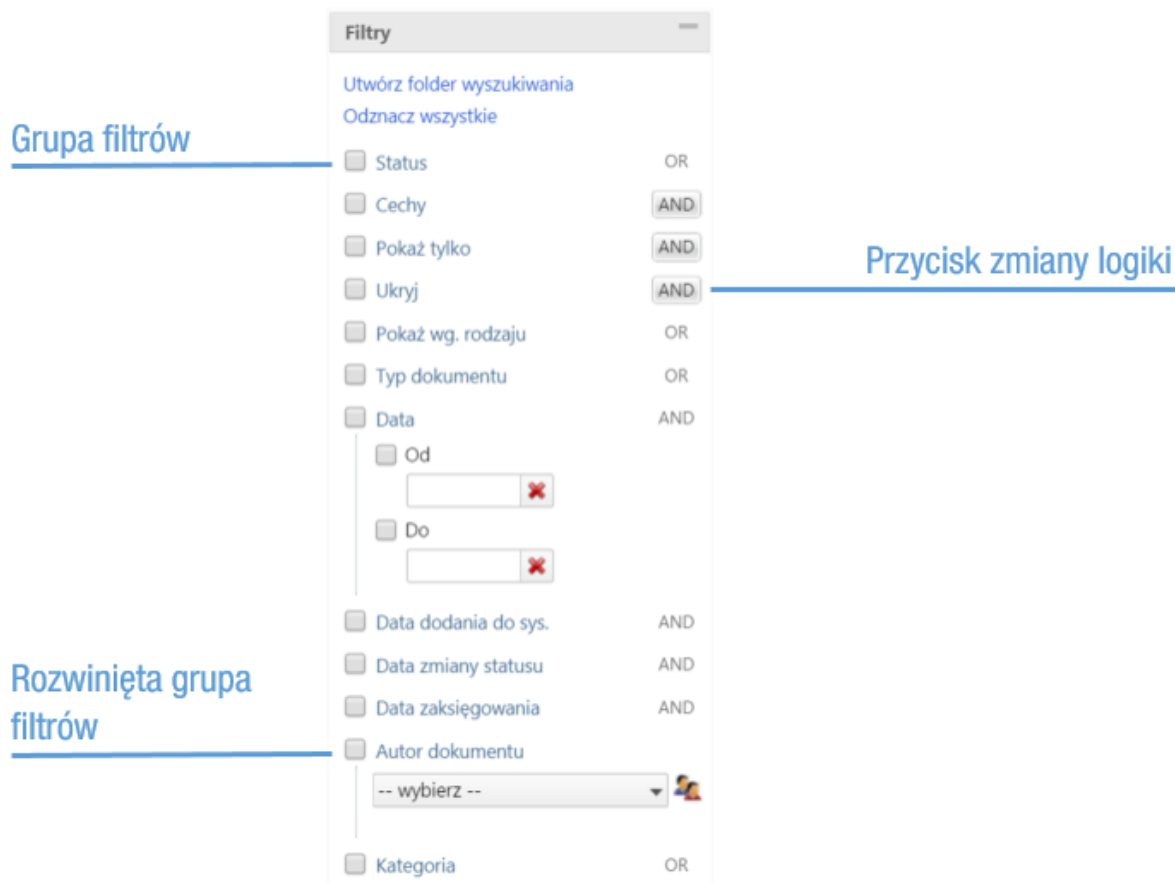 Filtry
Utwórz folder wyszukiwania
Odznacz wszystkie
Grupa filtrów
Status OR
Cechy AND
Pokaż tylko AND
Przycisk zmiany logiki
Ukryj AND
Pokaż wg. rodzaju OR
Typ dokumentu OR
Data AND
Od
Do
Data dodania do sys. AND
Rozwinięta grupa
filtrów
Data zmiany statusu AND
Data zaksięgowania AND
Autor dokumentu
-- wybierz --
Kategoria OR